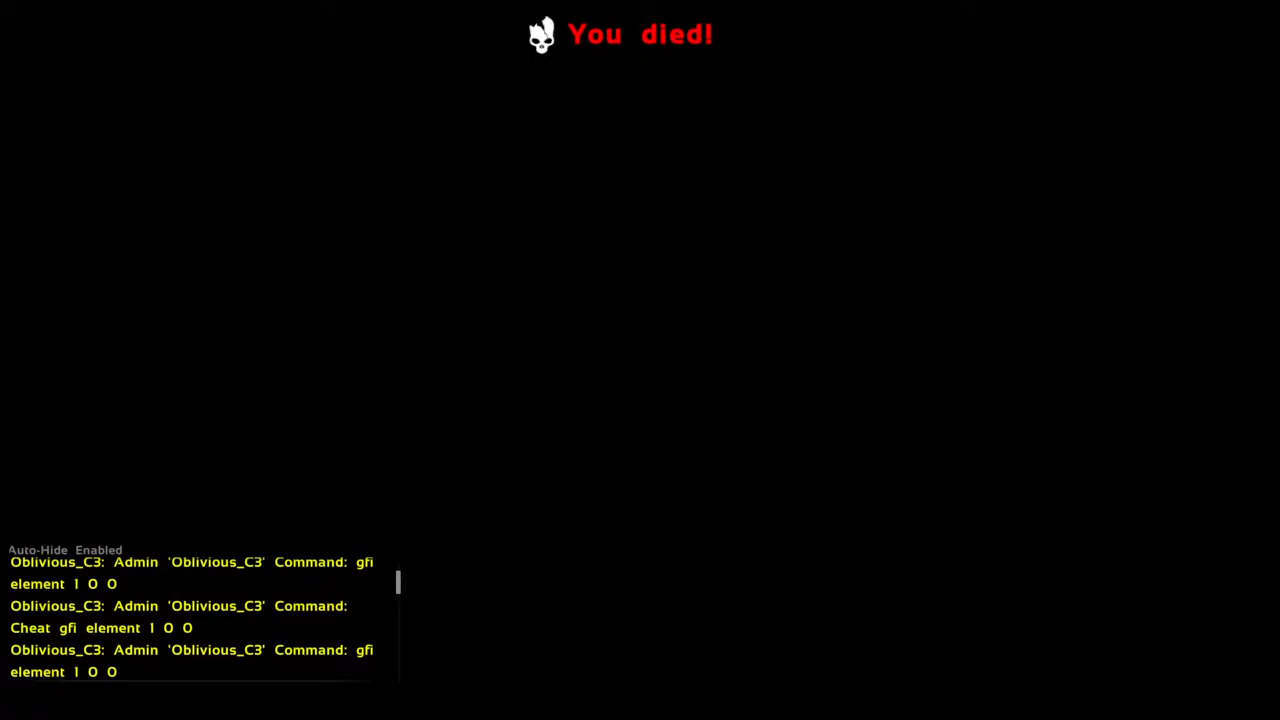 You died!
Auto-Hide Enabled
Oblivious_C3: Admin 'Oblivious_C3' Command: gfi
element 1 0 0
Oblivious_C3: Admin 'Oblivious_C3' Command:
Cheat gfi element 1 0 0
Oblivious_C3: Admin 'Oblivious_C3' Command: gfi
element 1 0 0